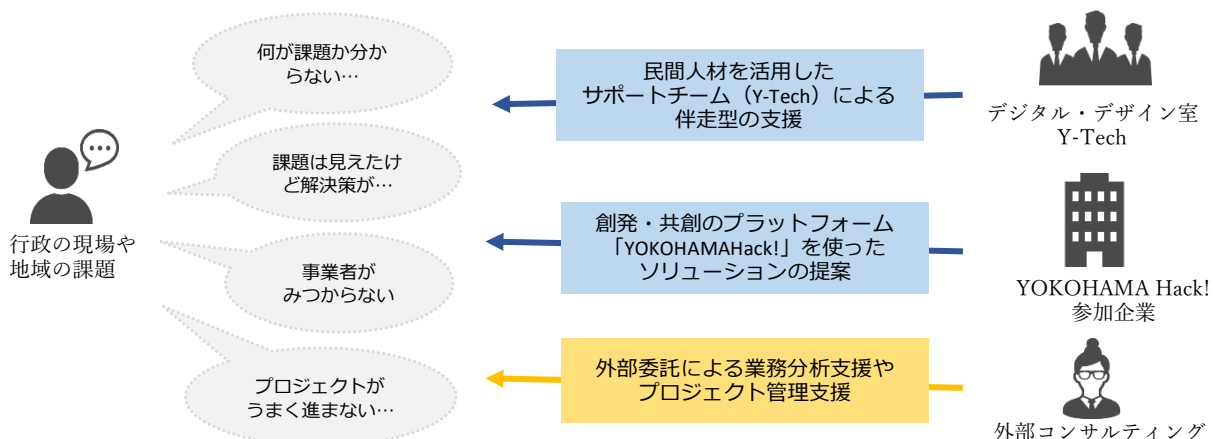 何が課題か分か
らない…
課題は見えたけ
ど解決策が…
行政の現場や
地域の課題
事業者が
みつからない
プロジェクトが
うまく進まない…
民間人材を活用した
サポートチーム（Y-Tech）による
伴走型の支援
創発・共創のプラットフォーム
「YOKOHAMAHack!」を使った
ソリューションの提案
外部委託による業務分析支援や
プロジェクト管理支援
デジタル・デザイン室
Y-Tech
YOKOHAMA Hack!
参加企業
外部コンサルティング